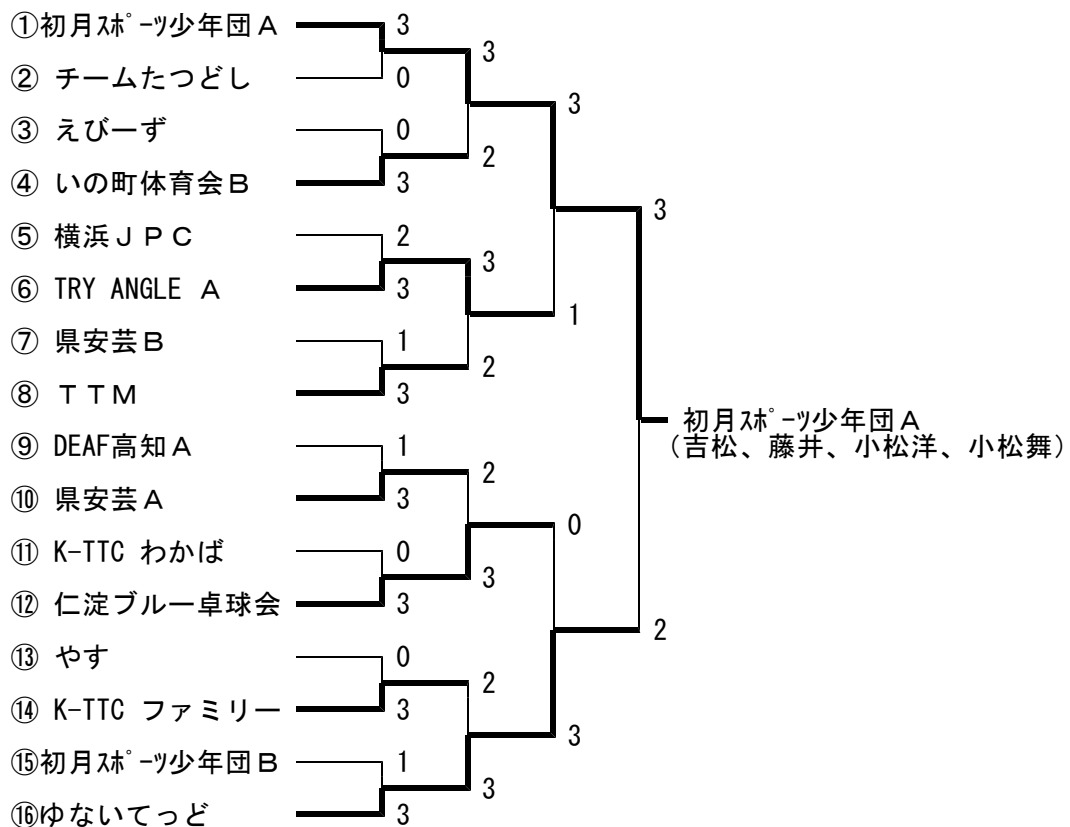 ①初月ｽﾎﾟｰﾂ少年団Ａ 3
3
② チームたつどし 0
3
③ えびーず 0
2
④ いの町体育会Ｂ 3
3
⑤ 横浜ＪＰＣ 2
3
⑥ TRY ANGLE Ａ 3
1
⑦ 県安芸Ｂ 1
2
⑧ ＴＴＭ 3
初月ｽﾎﾟｰﾂ少年団Ａ
（吉松、藤井、小松洋、小松舞）
⑨ DEAF高知Ａ 1
2
⑩ 県安芸Ａ 3
0
⑪ K-TTC わかば 0
3
⑫ 仁淀ブルー卓球会 3
2
⑬ やす 0
2
⑭ K-TTC ファミリー 3
3
⑮初月ｽﾎﾟｰﾂ少年団Ｂ 1
3
⑯ゆないてっど 3